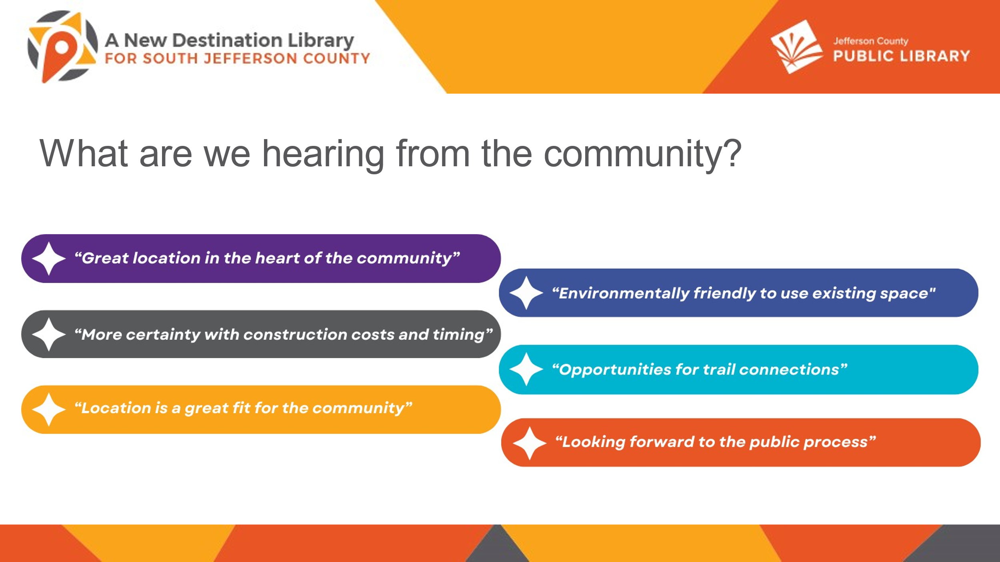 A New Destination Library
FOR SOUTH JEFFERSON COUNTY
Jefferson County
PUBLIC LIBRARY
What are we hearing from the community?
“Great location in the heart of the community”
“Environmentally friendly to use existing space"
“More certainty with construction costs and timing”
“Opportunities for trail connections”
“Location is a great fit for the community”
“Looking forward to the public process”